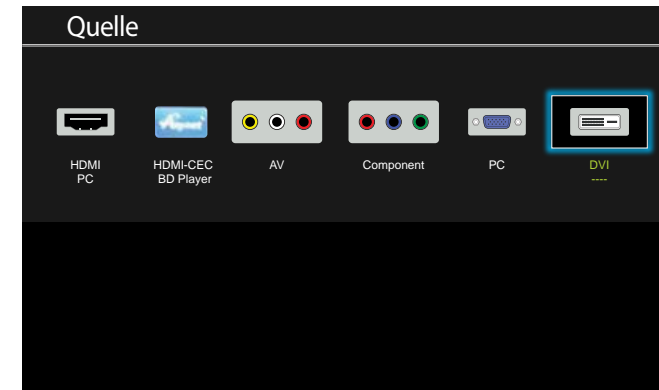 Quelle
HDMI
PC
HDMI-CEC
BD Player
AV
Component
PC
DVI
----